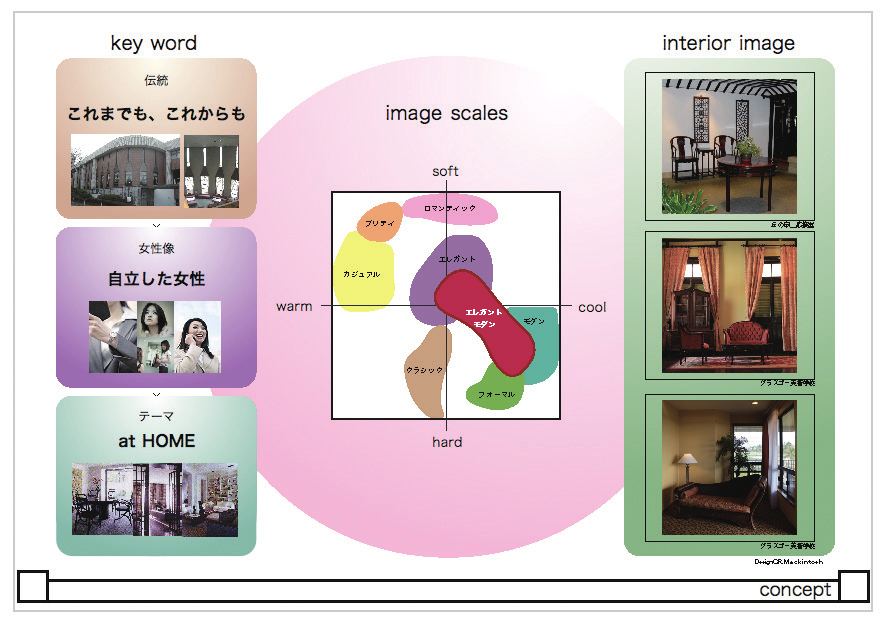 key word
伝統
これまでも、これからも
女性像
自立した女性
テーマ
at HOME
image scales
soft
ロマンティック
プリティ
エレガント
カジュアル
warm
cool
エレガント
モダン
モダン
クラシック
フォーマル
hard
interior image
グラスゴー美術学校
グラスゴー美術学校
Design:C.R.Mackintosh
concept